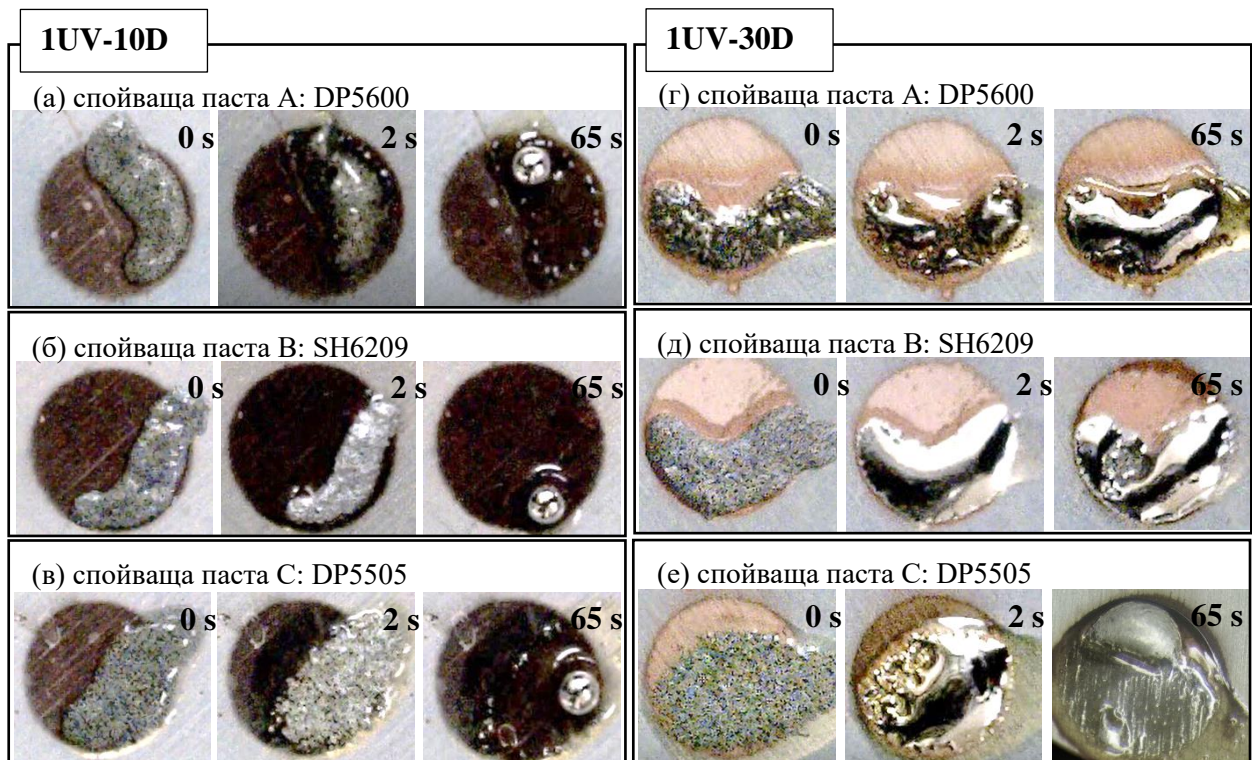 1UV-10D
(а) спойваща паста A: DP5600
0 s
2 s
65 s
(б) спойваща паста B: SH6209
0 s
2 s
65 s
(в) спойваща паста C: DP5505
0 s
2 s
65 s
1UV-30D
(г) спойваща паста A: DP5600
0 s
2 s
65 s
(д) спойваща паста B: SH6209
0 s
2 s
65 s
(е) спойваща паста C: DP5505
0 s
2 s
65 s